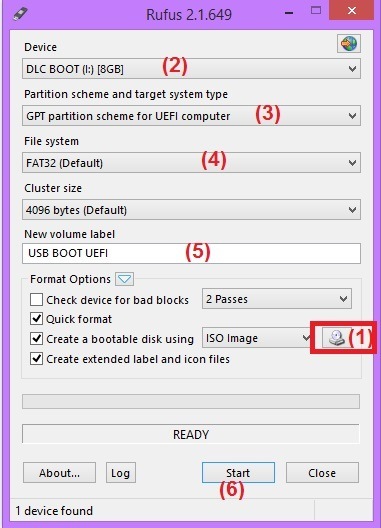 Rufus 2.1.649
Device
DLC BOOT (I:) [8GB] (2)
Partition scheme and target system type
GPT partition scheme for UEFI computer (3)
File system
FAT32 (Default) (4)
Cluster size
4096 bytes (Default)
New volume label
USB BOOT UEFI (5)
Format Options
Check device for bad blocks 2 Passes
Quick format
Create a bootable disk using ISO Image (1)
Create extended label and icon files
READY
About... Log Start Close
(6)
1 device found